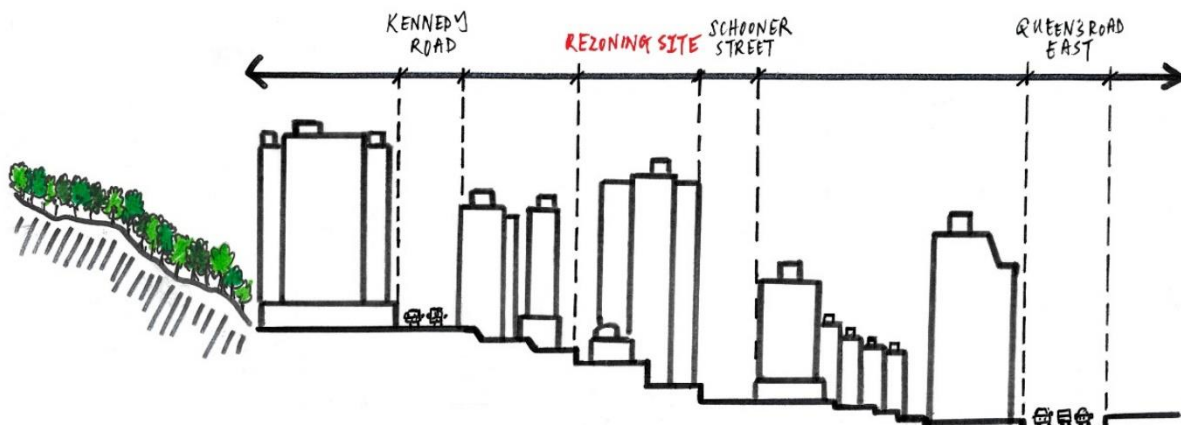 KENNEDY
ROAD
REZONING SITE
SCHOONER
STREET
QUEEN'S ROAD
EAST